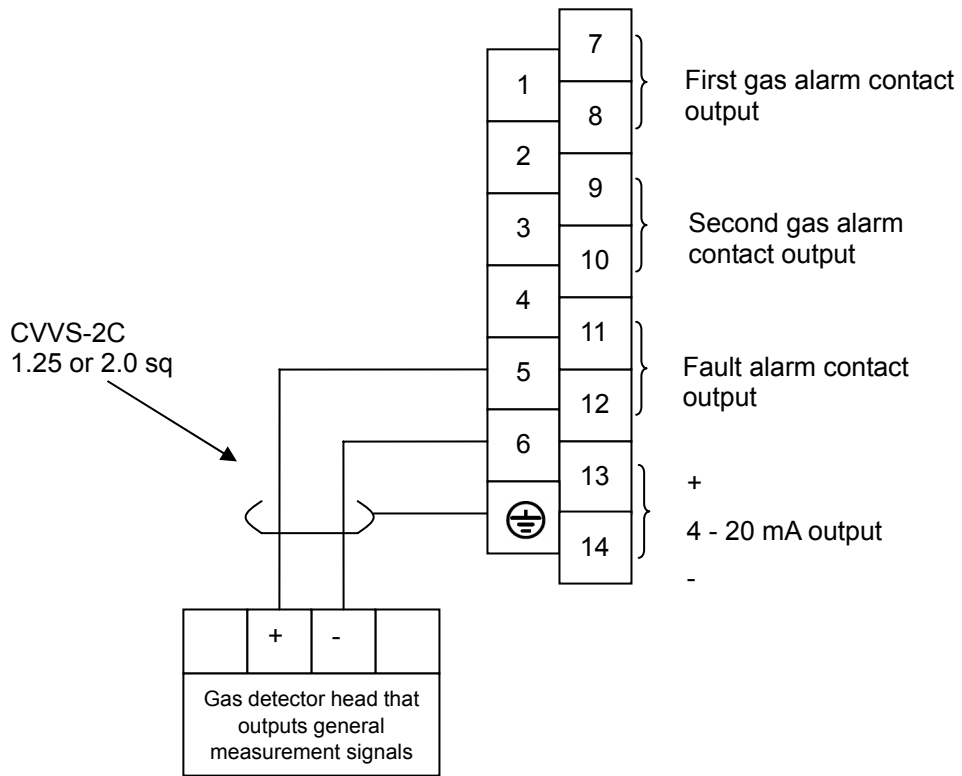 7
First gas alarm contact
output
1
8
2
9
Second gas alarm
contact output
3
10
4
11
CVVS-2C
1.25 or 2.0 sq
5
Fault alarm contact
output
12
6
13
+
4 - 20 mA output
14
-
+ -
Gas detector head that
outputs general
measurement signals